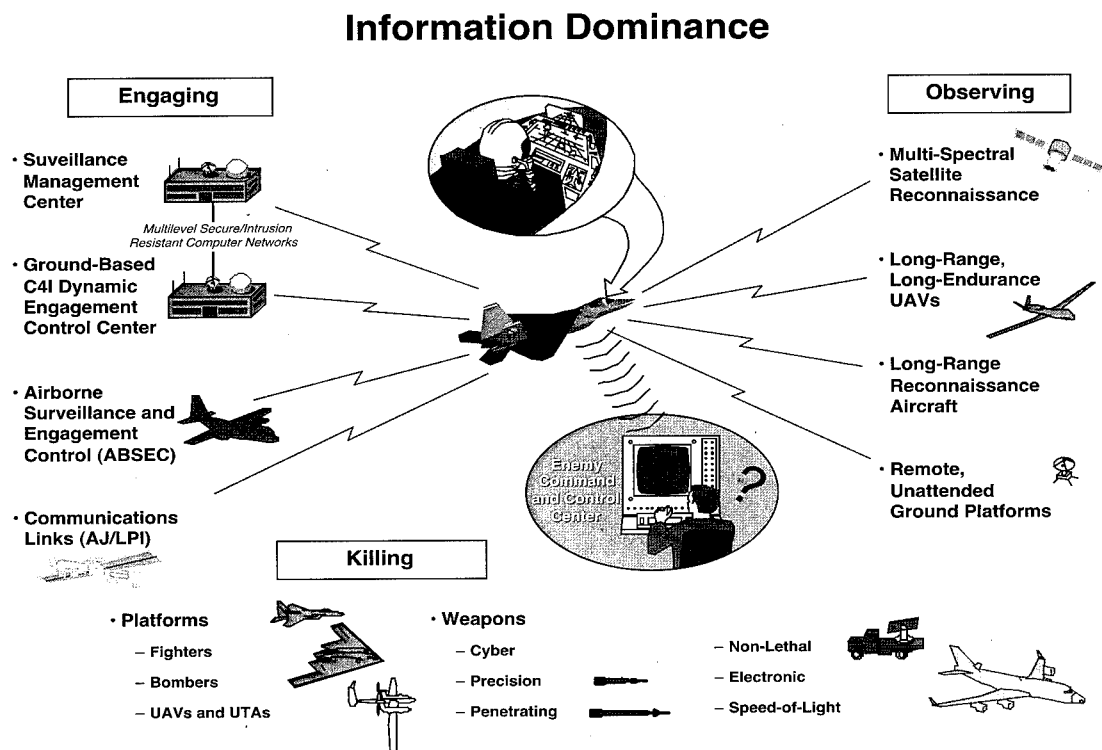 Information Dominance
Engaging
• Suveillance
Management
Center
Multilevel Secure/Intrusion
Resistant Computer Networks
• Ground-Based
C4I Dynamic
Engagement
Control Center
• Airborne
Surveillance and
Engagement
Control (ABSEC)
• Communications
Links (AJ/LPI)
Observing
• Multi-Spectral
Satellite
Reconnaissance
• Long-Range,
Long-Endurance
UAVs
• Long-Range
Reconnaissance
Aircraft
• Remote,
Unattended
Ground Platforms
Enemy
Command
and Control
Center
?
Killing
• Platforms
– Fighters
– Bombers
– UAVs and UTAs
• Weapons
– Cyber
– Precision
– Penetrating
– Non-Lethal
– Electronic
– Speed-of-Light